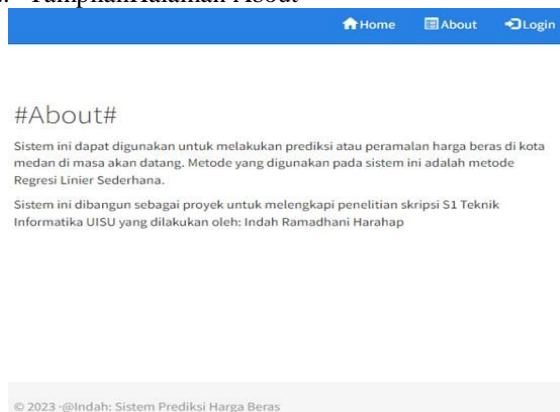 Tampilan Halaman About
Home About Login
#About#
Sistem ini dapat digunakan untuk melakukan prediksi atau peramalan harga beras di kota
medan di masa akan datang. Metode yang digunakan pada sistem ini adalah metode
Regresi Linier Sederhana.
Sistem ini dibangun sebagai proyek untuk melengkapi penelitian skripsi S1 Teknik
Informatika UISU yang dilakukan oleh: Indah Ramadhani Harahap
© 2023 -@Indah: Sistem Prediksi Harga Beras